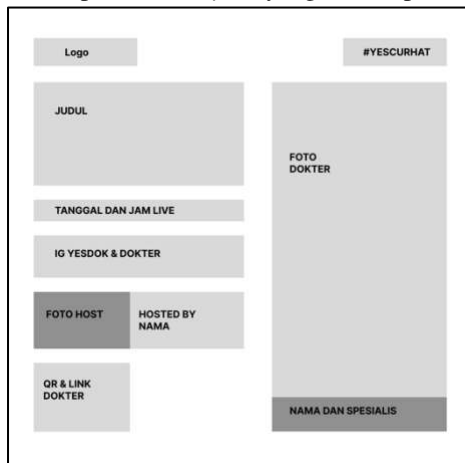 Logo
#YESCURHAT
JUDUL
TANGGAL DAN JAM LIVE
IG YESDOK & DOKTER
FOTO HOST
HOSTED BY
NAMA
QR & LINK
DOKTER
FOTO
DOKTER
NAMA DAN SPESIALIS